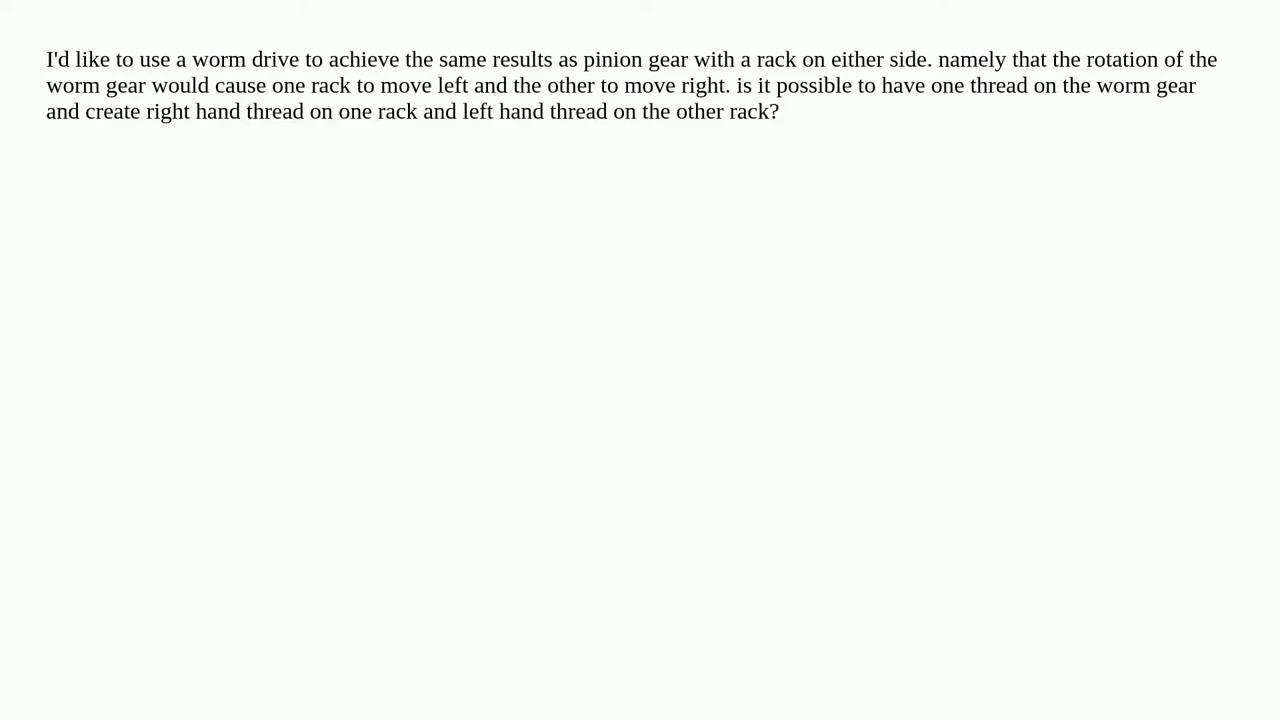 I'd like to use a worm drive to achieve the same results as pinion gear with a rack on either side. namely that the rotation of the
worm gear would cause one rack to move left and the other to move right. is it possible to have one thread on the worm gear
and create right hand thread on one rack and left hand thread on the other rack?